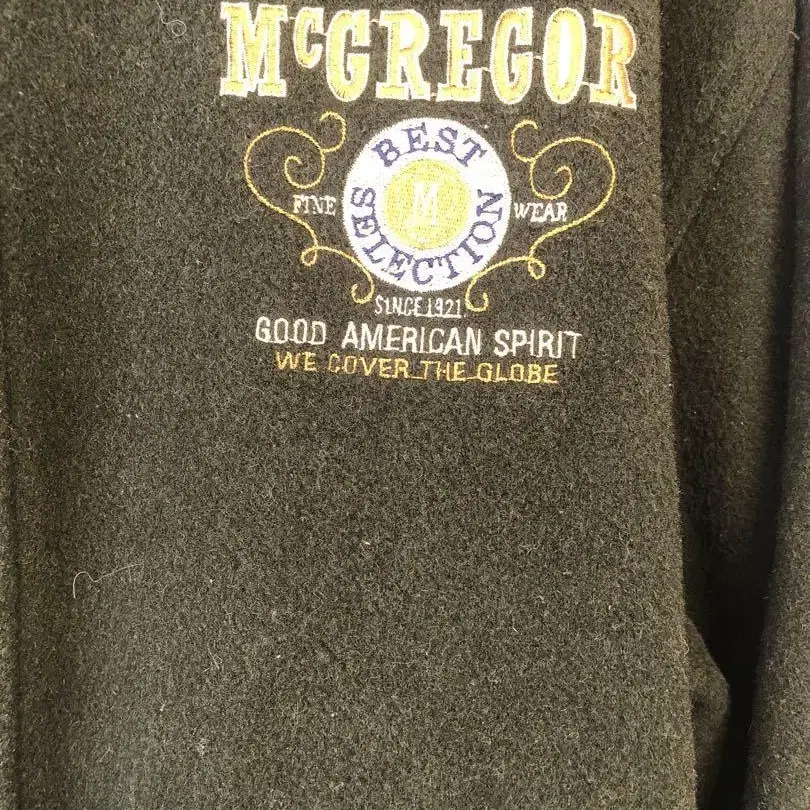 McGREGOR
BEST
FINE M WEAR
SELECTION
SINCE 1921.
GOOD AMERICAN SPIRIT
WE COVER THE GLOBE